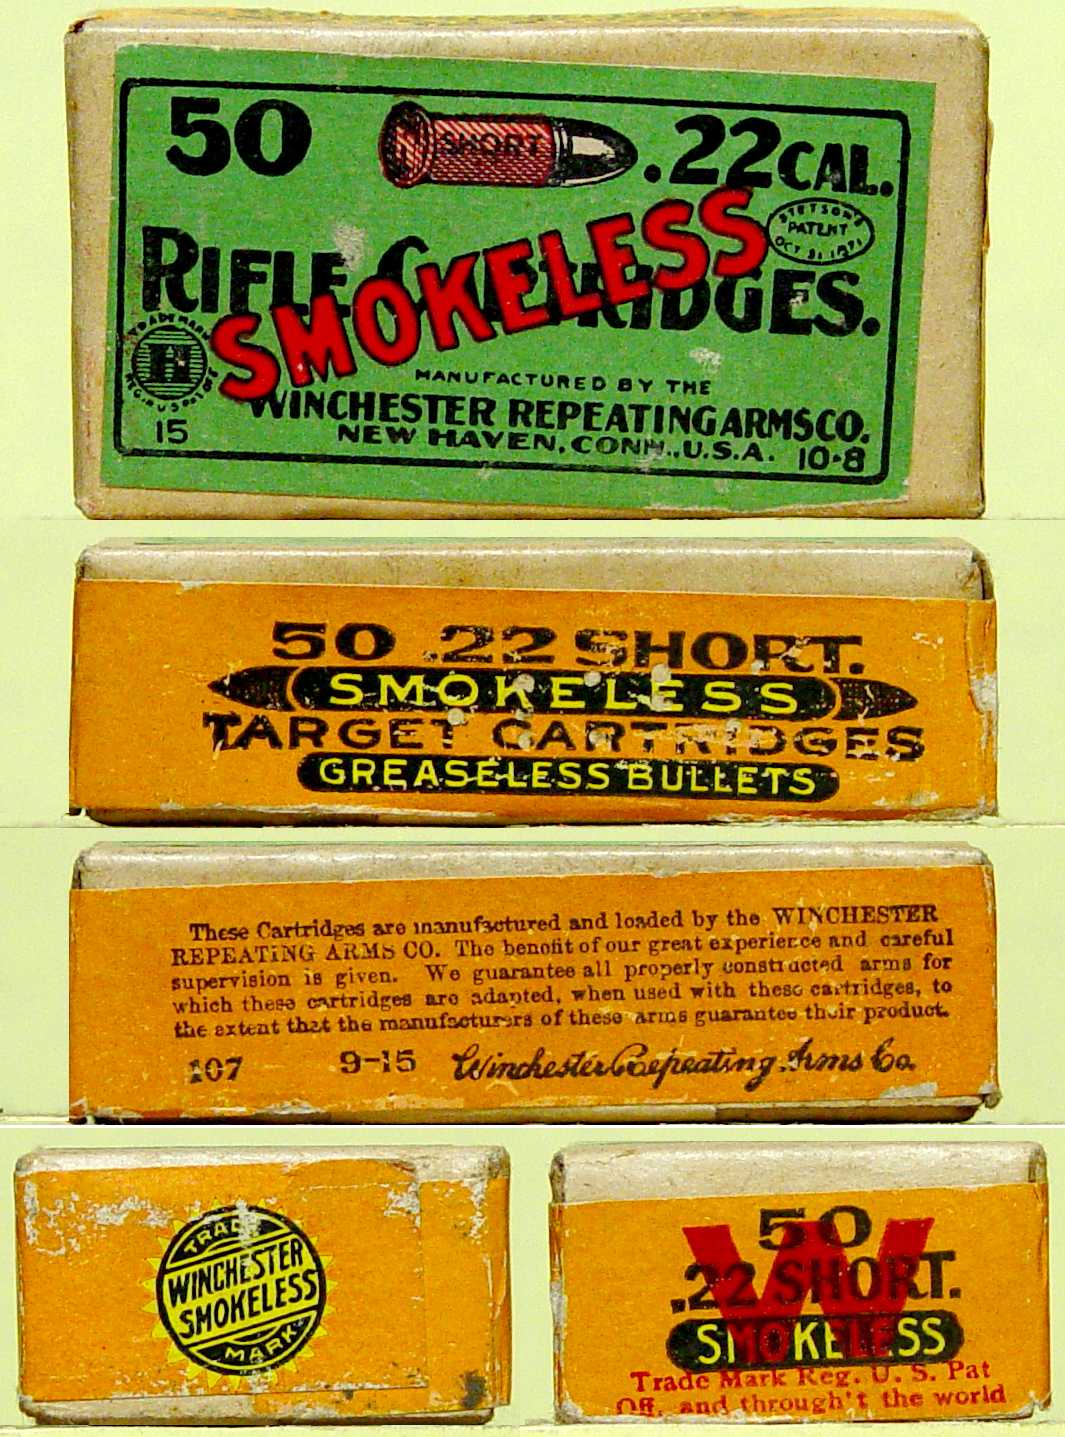 50 SHORT .22 CAL.
STETSON'S
PATENT
OCT. 31 1871
RIFLE CARTRIDGES.
SMOKELESS
TRADE MARK
H
REG. IN U.S. PAT. OFF.
MANUFACTURED BY THE
WINCHESTER REPEATING ARMS CO.
NEW HAVEN, CONN., U.S.A.
15 10-8
50 .22 SHORT.
SMOKELESS
TARGET CARTRIDGES
GREASELESS BULLETS
These Cartridges are manufactured and loaded by the WINCHESTER
REPEATING ARMS CO. The benefit of our great experience and careful
supervision is given. We guarantee all properly constructed arms for
which these cartridges are adapted, when used with these cartridges, to
the extent that the manufacturers of these arms guarantee their product.
107 9-15 Winchester Repeating Arms Co.
TRADE
WINCHESTER
SMOKELESS
MARK
50
W
.22 SHORT.
SMOKELESS
Trade Mark Reg. U. S. Pat
Off. and through't the world